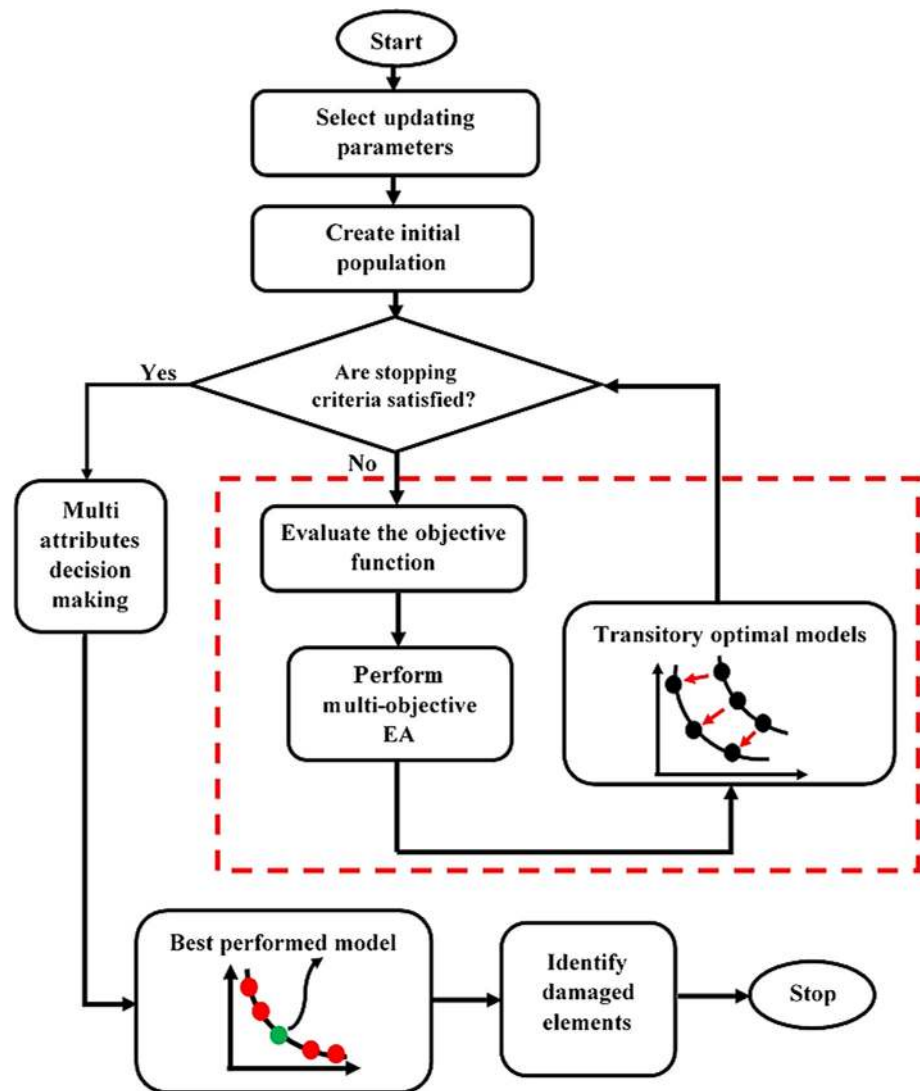 Start
Select updating
parameters
Create initial
population
Are stopping
criteria satisfied?
Yes
No
Multi
attributes
decision
making
Evaluate the objective
function
Perform
multi-objective
EA
Transitory optimal models
Best performed model
Identify
damaged
elements
Stop